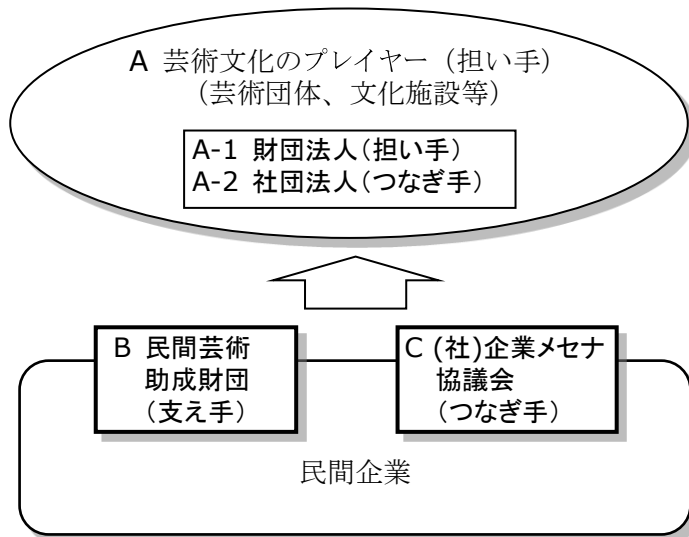 A 芸術文化のプレイヤー（担い手）
（芸術団体、文化施設等）
A-1 財団法人（担い手）
A-2 社団法人（つなぎ手）
B 民間芸術
助成財団
（支え手）
C (社)企業メセナ
協議会
（つなぎ手）
民間企業